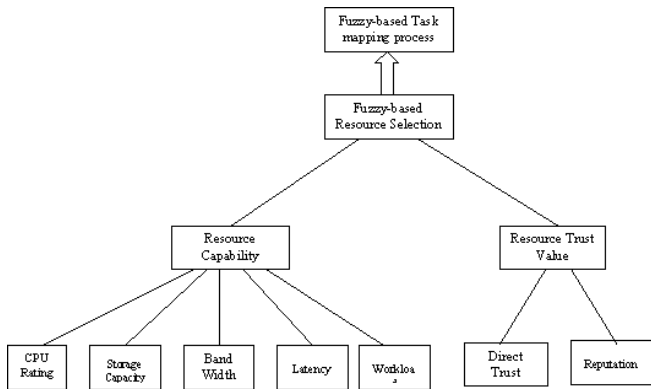 Fuzzy-based Task
mapping process
Fuzzy-based
Resource Selection
Resource
Capability
Resource Trust
Value
CPU
Rating
Storage
Capacity
Band
Width
Latency
Workloa
Direct
Trust
Reputation